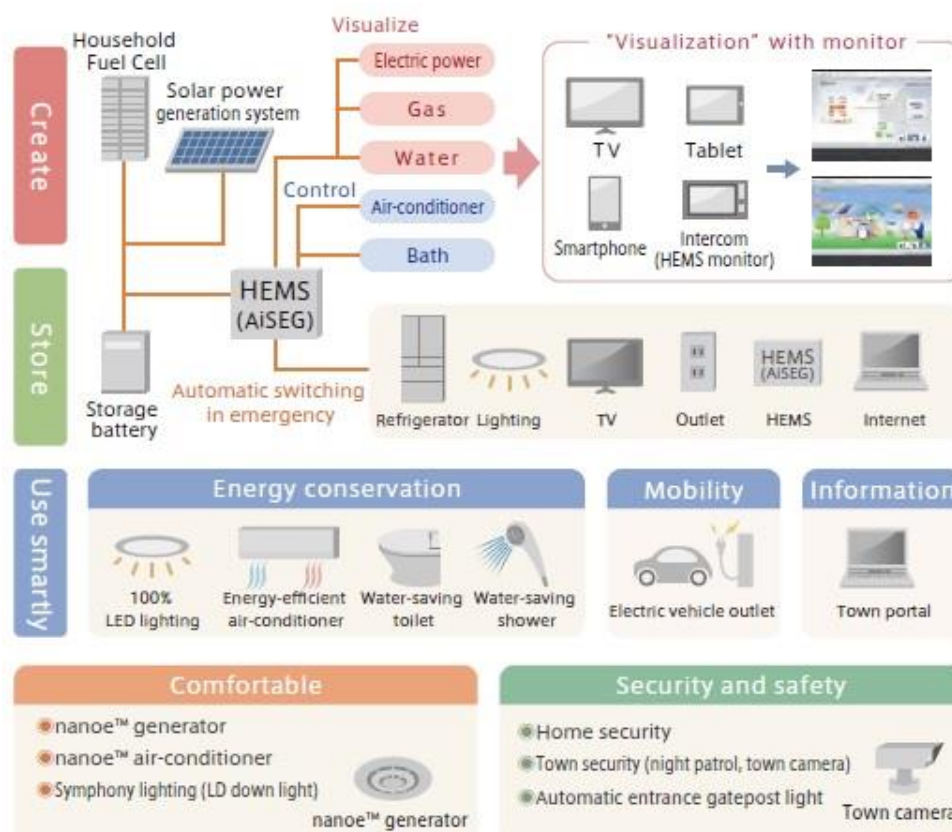 Create
Household
Fuel Cell
Solar power
generation system
Visualize
Electric power
Gas
Water
Control
Air-conditioner
Bath
"Visualization" with monitor
TV
Tablet
Smartphone
Intercom
(HEMS monitor)
Store
HEMS
(AiSEG)
Storage
battery
Automatic switching
in emergency
Refrigerator
Lighting
TV
Outlet
HEMS
(AiSEG)
HEMS
Internet
Use smartly
Energy conservation
100%
LED lighting
Energy-efficient
air-conditioner
Water-saving
toilet
Water-saving
shower
Mobility
Electric vehicle outlet
Information
Town portal
Comfortable
nanoe™ generator
nanoe™ air-conditioner
Symphony lighting (LD down light)
nanoe™ generator
Security and safety
Home security
Town security (night patrol, town camera)
Automatic entrance gatepost light
Town camera